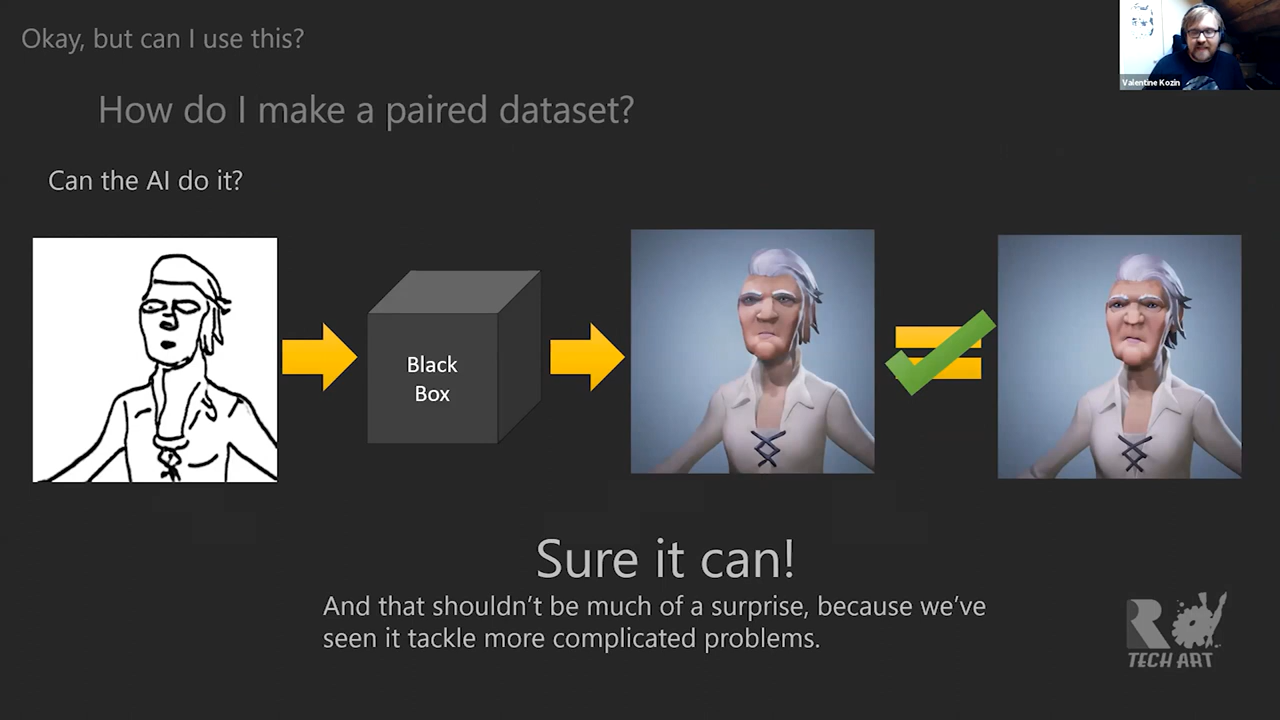 Okay, but can I use this?
Valentine Kozin
How do I make a paired dataset?
Can the AI do it?
Black
Box
Sure it can!
And that shouldn't be much of a surprise, because we've
seen it tackle more complicated problems.
R
TECH ART